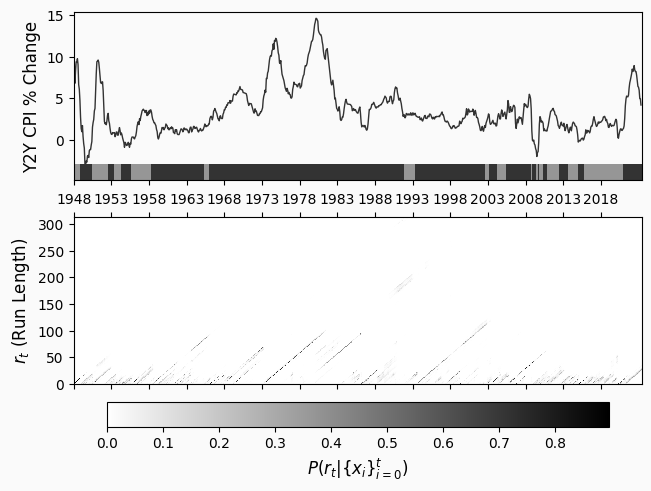 Y2Y CPI % Change
15
10
5
0
1948 1953 1958 1963 1968 1973 1978 1983 1988 1993 1998 2003 2008 2013 2018
r_t (Run Length)
300
250
200
150
100
50
0
0.0 0.1 0.2 0.3 0.4 0.5 0.6 0.7 0.8
P(r_t|{x_i}_{i=0}^t)